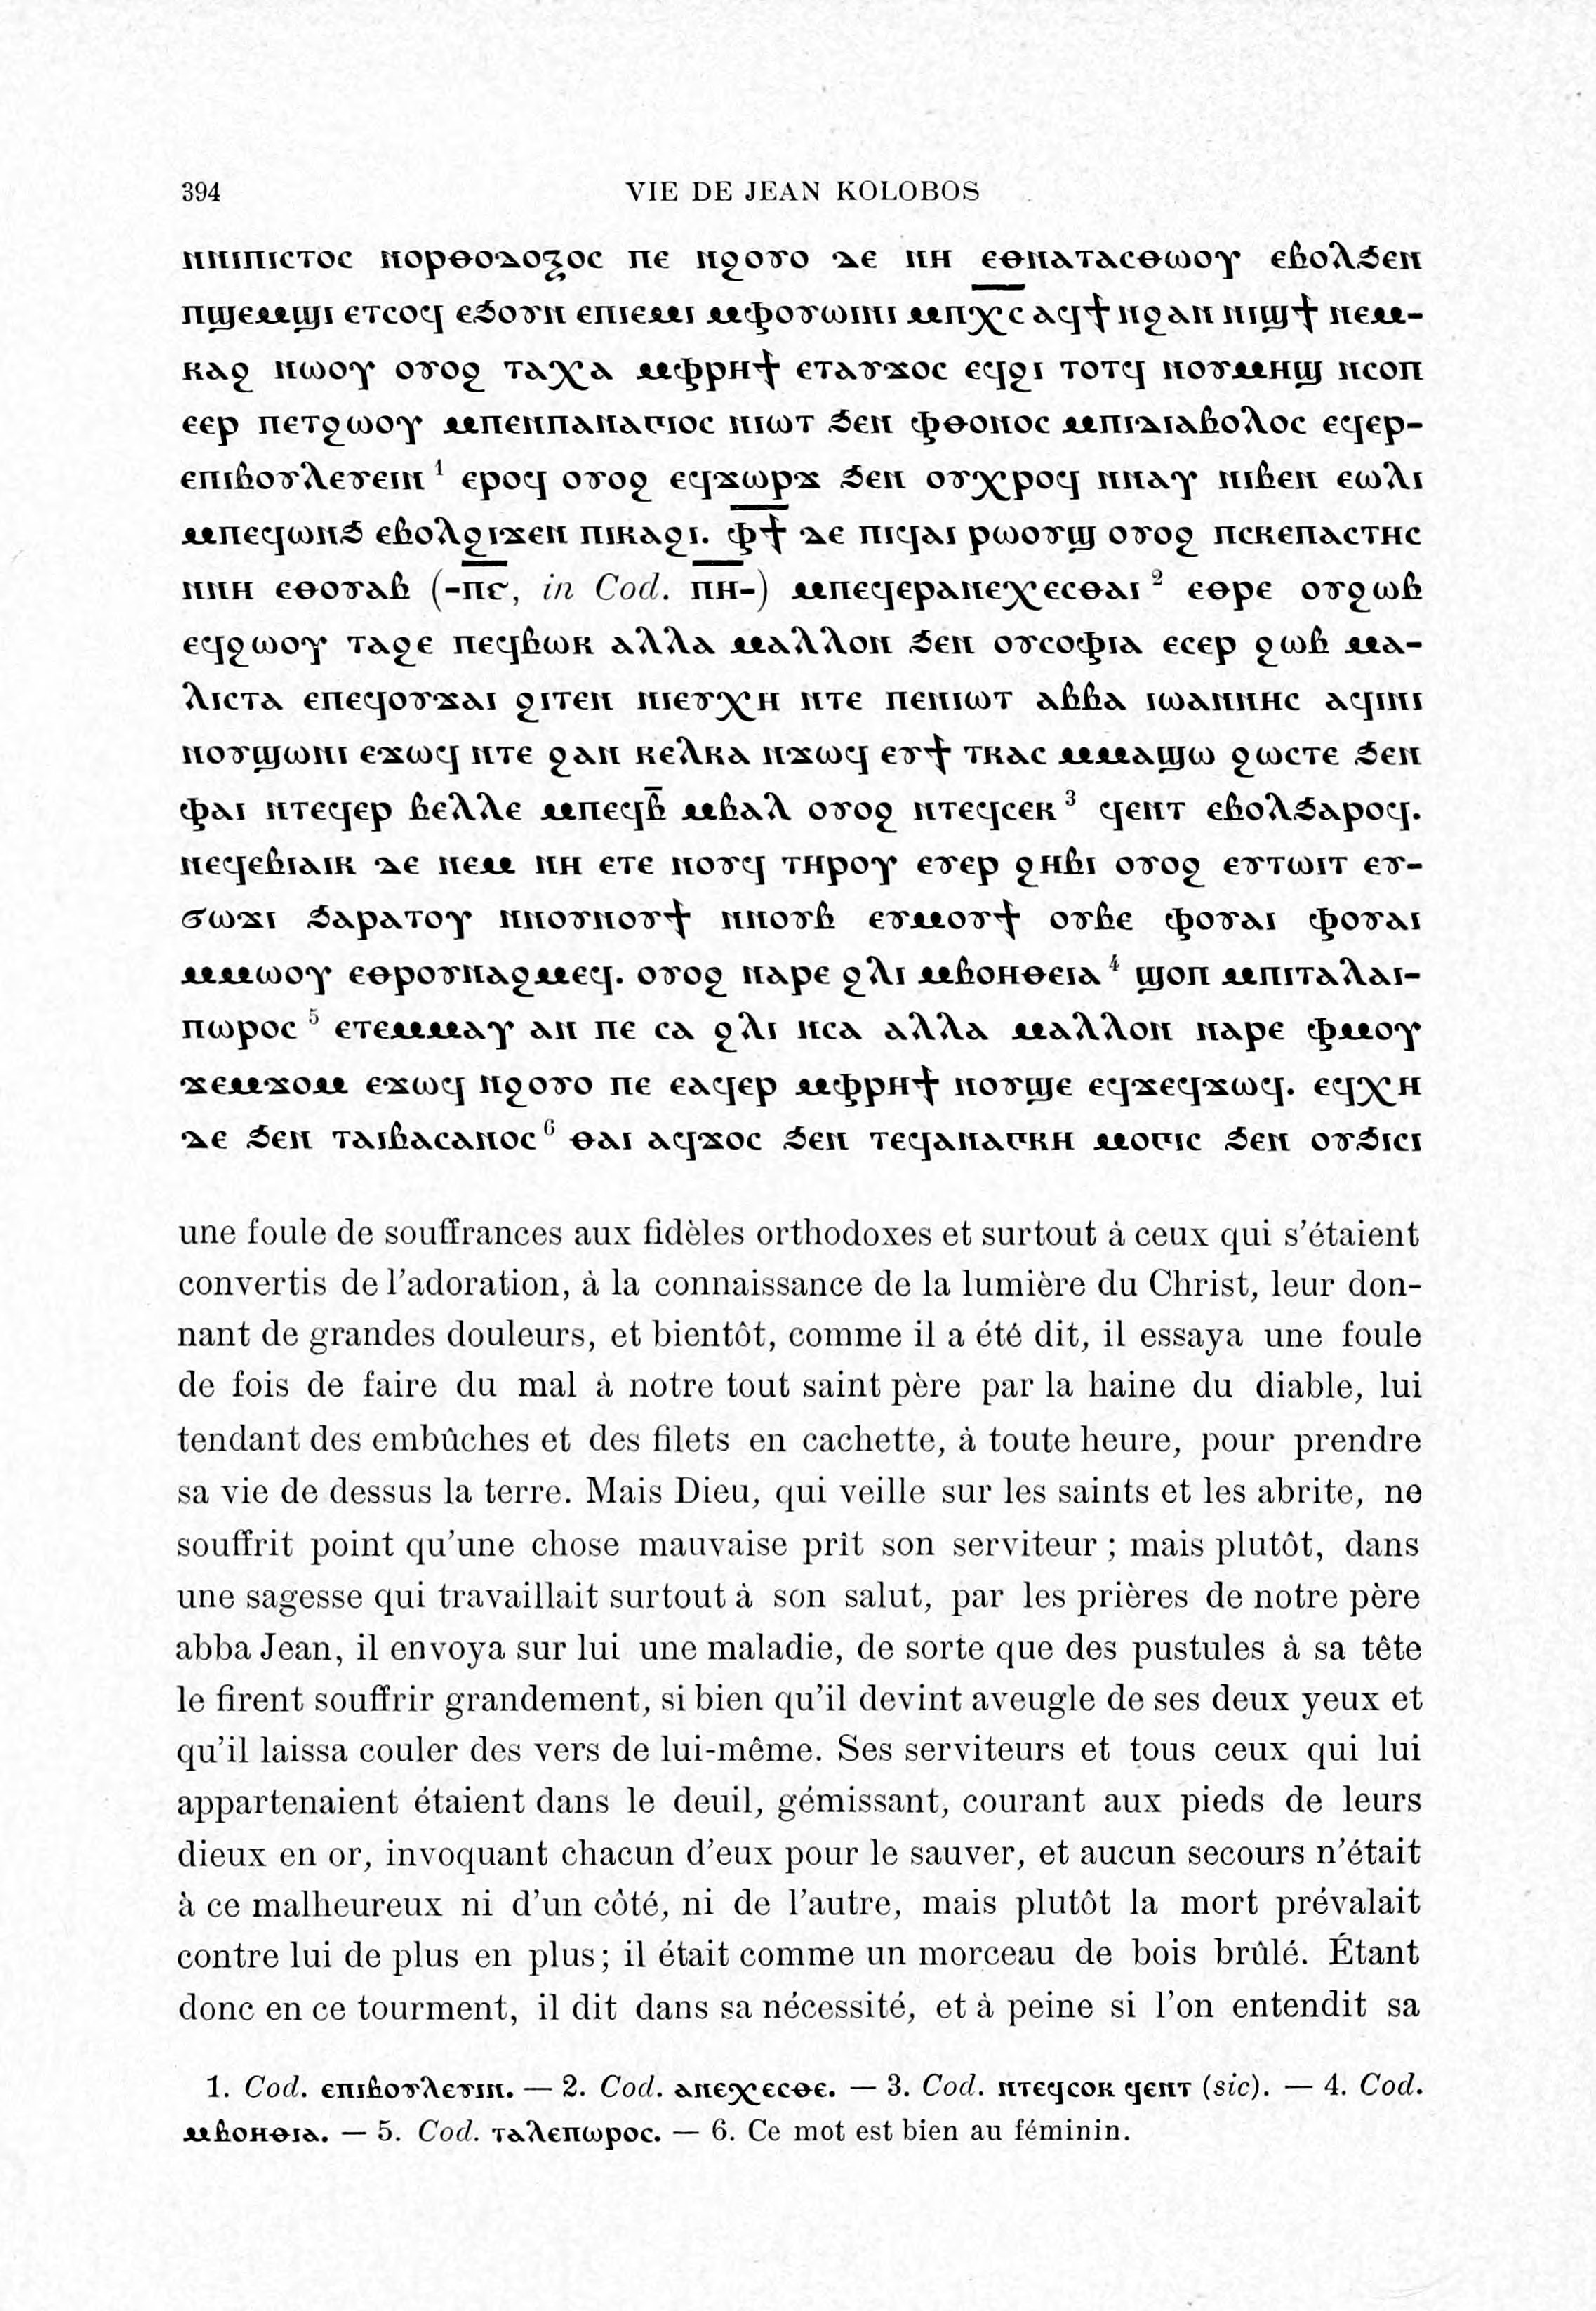 394 VIE DE JEAN KOLOBOS
ⲛⲛⲓⲡⲓⲥⲧⲟⲥ ⲛⲟⲣⲑⲟⲇⲟⲝⲟⲥ ⲡⲉ ⲛϩⲟⲩⲟ ⲇⲉ ⲛⲏ ⲉⲑⲛⲁⲧⲁⲥⲑⲱⲟⲩ ⲉⲃⲟⲗϧⲉⲛ
ⲡϣⲉⲙϣⲓ ⲉⲧⲥⲟϥ ⲉϧⲟⲩⲛ ⲉⲡⲓⲉⲙⲓ ⲙⲫⲟⲩⲱⲓⲛⲓ ⲙⲡⲭ̅ⲥ̅ ⲁϥϯ ⲛϩⲁⲛ ⲛⲓϣϯ ⲛⲉⲙ-
ⲕⲁϩ ⲛⲱⲟⲩ ⲟⲩⲟϩ ⲧⲁⲭⲁ ⲙⲫⲣⲏϯ ⲉⲧⲁⲩϫⲟⲥ ⲉϥϩⲓ ⲧⲟⲧϥ ⲛⲟⲩⲙⲏϣ ⲛⲥⲟⲡ
ⲉⲉⲣ ⲡⲉⲧϩⲱⲟⲩ ⲙⲡⲉⲛⲡⲁⲛⲁⲅⲓⲟⲥ ⲛⲓⲱⲧ ϧⲉⲛ ⲫⲑⲟⲛⲟⲥ ⲙⲡⲓⲇⲓⲁⲃⲟⲗⲟⲥ ⲉϥⲉⲣ-
ⲉⲡⲓⲃⲟⲩⲗⲉⲩⲉⲓⲛ ¹ ⲉⲣⲟϥ ⲟⲩⲟϩ ⲉϥϫⲱⲣϫ ϧⲉⲛ ⲟⲩⲭⲣⲟϥ ⲛⲛⲁⲩ ⲛⲓⲃⲉⲛ ⲉⲱⲗⲓ
ⲙⲡⲉϥⲱⲛϧ ⲉⲃⲟⲗϩⲓϫⲉⲛ ⲡⲓⲕⲁϩⲓ. ⲫ̅ϯ̅ ⲇⲉ ⲡⲓϥⲁⲓ ⲣⲱⲟⲩϣ ⲟⲩⲟϩ ⲡⲥⲕⲉⲡⲁⲥⲧⲏⲥ
ⲛⲛⲏ ⲉⲑⲟⲩⲁⲃ (-ⲡ̅ⲥ̅, in Cod. ⲡ̅ⲏ̅-) ⲙⲡⲉϥⲉⲣⲁⲛⲉⲭⲉⲥⲑⲁⲓ ² ⲉⲑⲣⲉ ⲟⲩϩⲱⲃ
ⲉϥϩⲱⲟⲩ ⲧⲁϩⲉ ⲡⲉϥⲃⲱⲕ ⲁⲗⲗⲁ ⲙⲁⲗⲗⲟⲛ ϧⲉⲛ ⲟⲩⲥⲟⲫⲓⲁ ⲉⲥⲉⲣ ϩⲱⲃ ⲙⲁ-
ⲗⲓⲥⲧⲁ ⲉⲡⲉϥⲟⲩϫⲁⲓ ϩⲓⲧⲉⲛ ⲛⲓⲉⲩⲭⲏ ⲛⲧⲉ ⲡⲉⲛⲓⲱⲧ ⲁⲃⲃⲁ ⲓⲱⲁⲛⲛⲏⲥ ⲁϥⲓⲛⲓ
ⲛⲟⲩϣⲱⲛⲓ ⲉϫⲱϥ ⲛⲧⲉ ϩⲁⲛ ⲕⲉⲗⲕⲁ ⲛϫⲱϥ ⲉⲩϯ ⲧⲕⲁⲥ ⲙⲙⲁϣⲱ ϩⲱⲥⲧⲉ ϧⲉⲛ
ⲫⲁⲓ ⲛⲧⲉϥⲉⲣ ⲃⲉⲗⲗⲉ ⲙⲡⲉϥⲃ̅ ⲙⲃⲁⲗ ⲟⲩⲟϩ ⲛⲧⲉϥⲥⲉⲕ ³ ϥⲉⲛⲧ ⲉⲃⲟⲗϧⲁⲣⲟϥ.
ⲛⲉϥⲉⲃⲓⲁⲓⲕ ⲇⲉ ⲛⲉⲙ ⲛⲏ ⲉⲧⲉ ⲛⲟⲩϥ ⲧⲏⲣⲟⲩ ⲉⲩⲉⲣ ϩⲏⲃⲓ ⲟⲩⲟϩ ⲉⲩⲧⲱⲓⲧ ⲉⲩ-
ϭⲱϫⲓ ϧⲁⲣⲁⲧⲟⲩ ⲛⲛⲟⲩⲛⲟⲩϯ ⲛⲛⲟⲩⲃ ⲉⲩⲙⲟⲩϯ ⲟⲩⲃⲉ ⲫⲟⲩⲁⲓ ⲫⲟⲩⲁⲓ
ⲙⲙⲱⲟⲩ ⲉⲑⲣⲟⲩⲛⲁϩⲙⲉϥ. ⲟⲩⲟϩ ⲛⲁⲣⲉ ϩⲗⲓ ⲙⲃⲟⲏⲑⲉⲓⲁ ⁴ ϣⲟⲡ ⲙⲡⲓⲧⲁⲗⲁⲓ-
ⲡⲱⲣⲟⲥ ⁵ ⲉⲧⲉⲙⲙⲁⲩ ⲁⲛ ⲡⲉ ⲥⲁ ϩⲗⲓ ⲛⲥⲁ ⲁⲗⲗⲁ ⲙⲁⲗⲗⲟⲛ ⲛⲁⲣⲉ ⲫⲙⲟⲩ
ϫⲉⲙϫⲟⲙ ⲉϫⲱϥ ⲛϩⲟⲩⲟ ⲡⲉ ⲉⲁϥⲉⲣ ⲙⲫⲣⲏϯ ⲛⲟⲩϣⲉ ⲉϥϫⲉϥϫⲱϥ. ⲉϥⲭⲏ
ⲇⲉ ϧⲉⲛ ⲧⲁⲓⲃⲁⲥⲁⲛⲟⲥ ⁶ ⲑⲁⲓ ⲁϥϫⲟⲥ ϧⲉⲛ ⲧⲉϥⲁⲛⲁⲅⲕⲏ ⲙⲟⲅⲓⲥ ϧⲉⲛ ⲟⲩϧⲓⲥⲓ
une foule de souffrances aux fidèles orthodoxes et surtout à ceux qui s'étaient
convertis de l'adoration, à la connaissance de la lumière du Christ, leur don-
nant de grandes douleurs, et bientôt, comme il a été dit, il essaya une foule
de fois de faire du mal à notre tout saint père par la haine du diable, lui
tendant des embûches et des filets en cachette, à toute heure, pour prendre
sa vie de dessus la terre. Mais Dieu, qui veille sur les saints et les abrite, ne
souffrit point qu'une chose mauvaise prît son serviteur ; mais plutôt, dans
une sagesse qui travaillait surtout à son salut, par les prières de notre père
abba Jean, il envoya sur lui une maladie, de sorte que des pustules à sa tête
le firent souffrir grandement, si bien qu'il devint aveugle de ses deux yeux et
qu'il laissa couler des vers de lui-même. Ses serviteurs et tous ceux qui lui
appartenaient étaient dans le deuil, gémissant, courant aux pieds de leurs
dieux en or, invoquant chacun d'eux pour le sauver, et aucun secours n'était
à ce malheureux ni d'un côté, ni de l'autre, mais plutôt la mort prévalait
contre lui de plus en plus; il était comme un morceau de bois brûlé. Étant
donc en ce tourment, il dit dans sa nécessité, et à peine si l'on entendit sa
1. Cod. ⲉⲡⲓⲃⲟⲩⲗⲉⲩⲓⲛ. — 2. Cod. ⲁⲛⲉⲭⲉⲥⲑⲉ. — 3. Cod. ⲛⲧⲉϥⲥⲟⲕ ϥⲉⲛⲧ (sic). — 4. Cod.
ⲙⲃⲟⲏⲑⲓⲁ. — 5. Cod. ⲧⲁⲗⲉⲡⲱⲣⲟⲥ. — 6. Ce mot est bien au féminin.